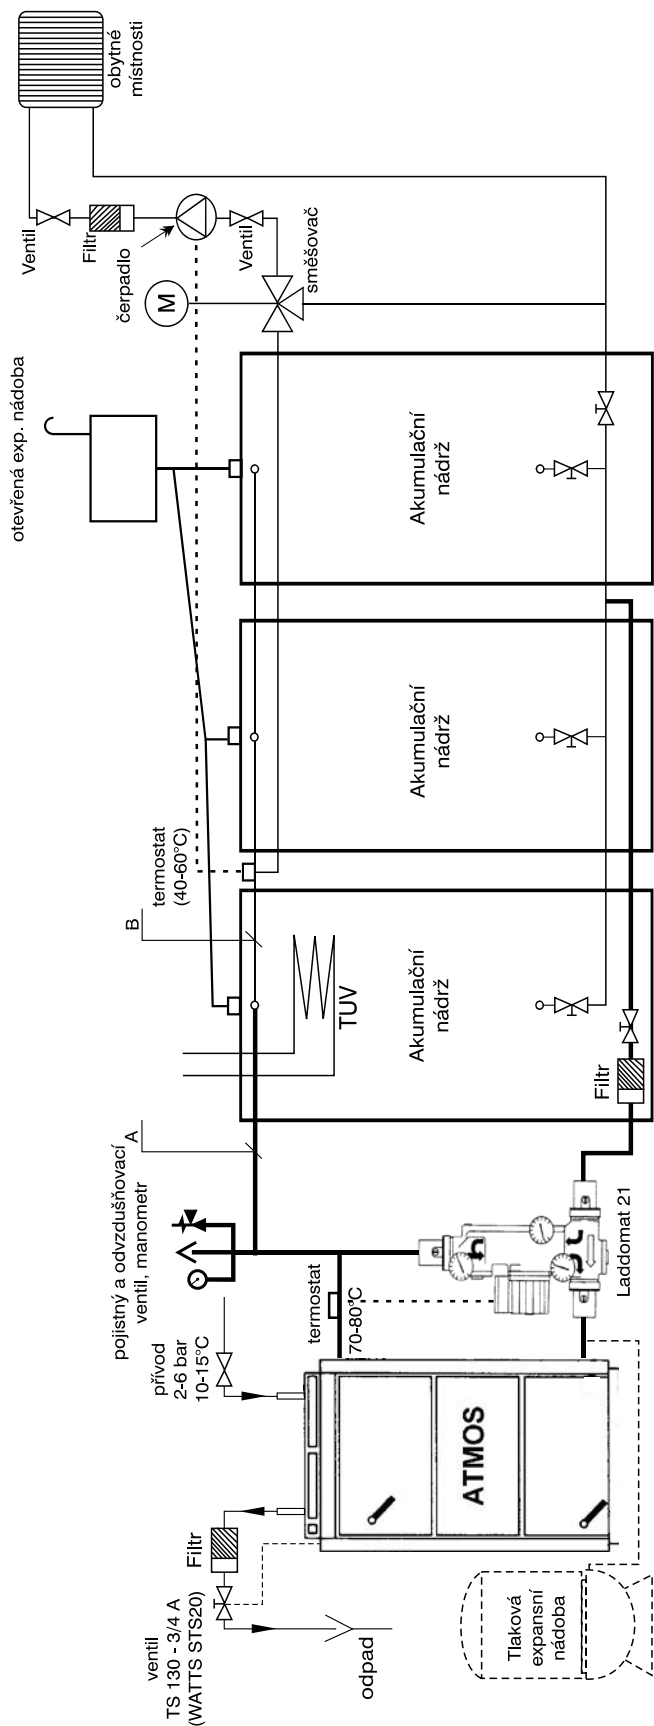 ventil
TS 130 - 3/4 A
(WATTS STS20)
Filtr
odpad
Tlaková
expansní
nádoba
přívod
2-6 bar
10-15°C
ATMOS
pojistný a odvzdušňovací
ventil, manometr
termostat
70-80°C
Laddomat 21
A
B
Filtr
TUV
Akumulační
nádrž
termostat
(40-60°C)
Akumulační
nádrž
otevřená exp. nádoba
Akumulační
nádrž
M
směšovač
čerpadlo
Ventil
Filtr
Ventil
obytné
místnosti